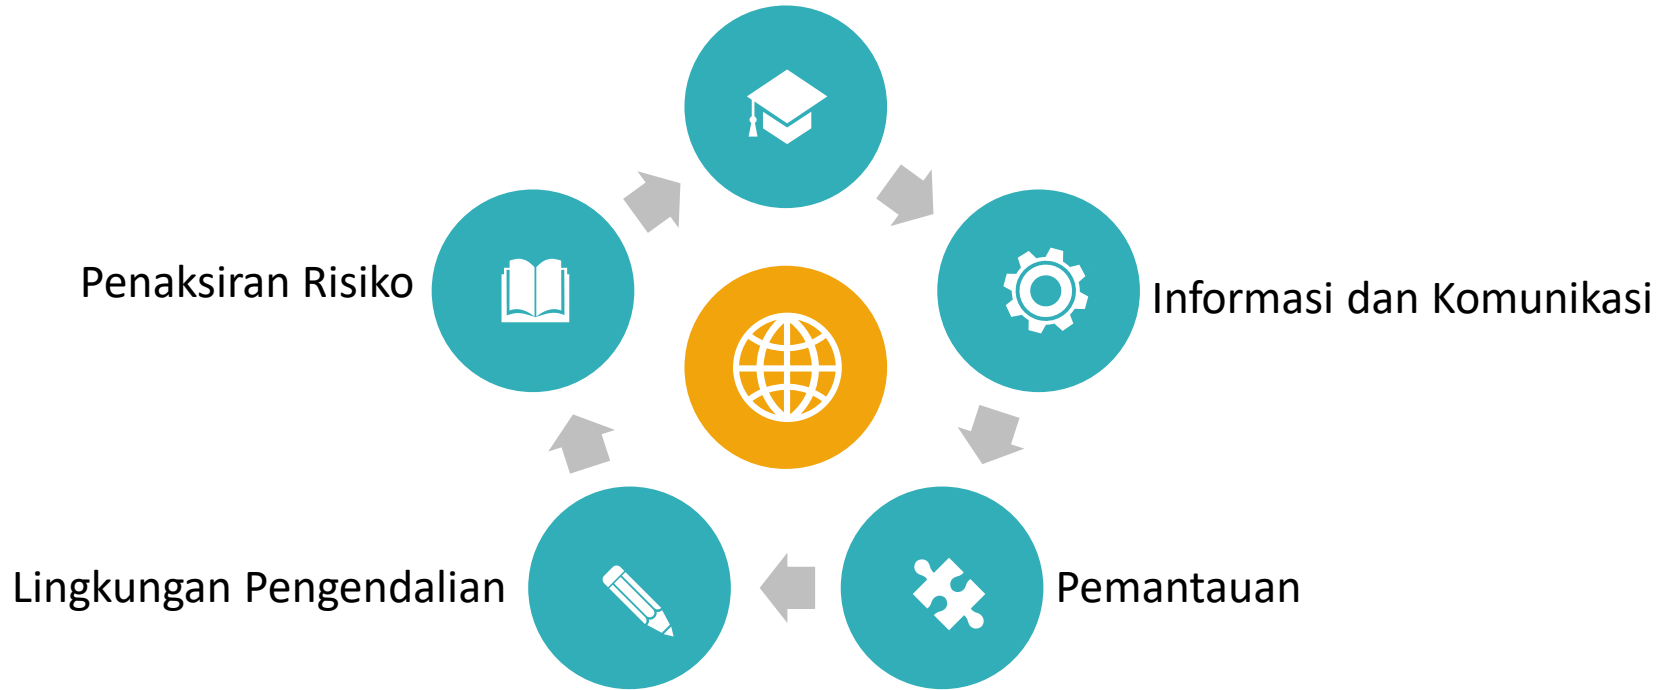 Penaksiran Risiko
Informasi dan Komunikasi
Lingkungan Pengendalian
Pemantauan